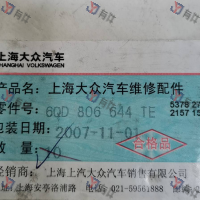 上海大众汽车
SHANGHAI VOLKSWAGEN
产品名: 上海大众汽车维修配件
零件号: 6QD 806 644 TE
包装日期: 2007-11-01
数量: 10
合格品
5378 27
2157 15
经销商: 上海上汽大众汽车销售有限公司
上海安亭洛浦路 电话: 021-59561888